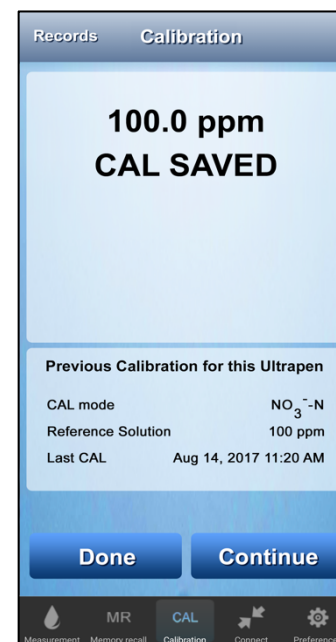 Records Calibration
100.0 ppm
CAL SAVED
Previous Calibration for this Ultrapen
CAL mode NO₃⁻-N
Reference Solution 100 ppm
Last CAL Aug 14, 2017 11:20 AM
Done Continue
MR CAL
Measurement Memory recall Calibration Connect Preferenc